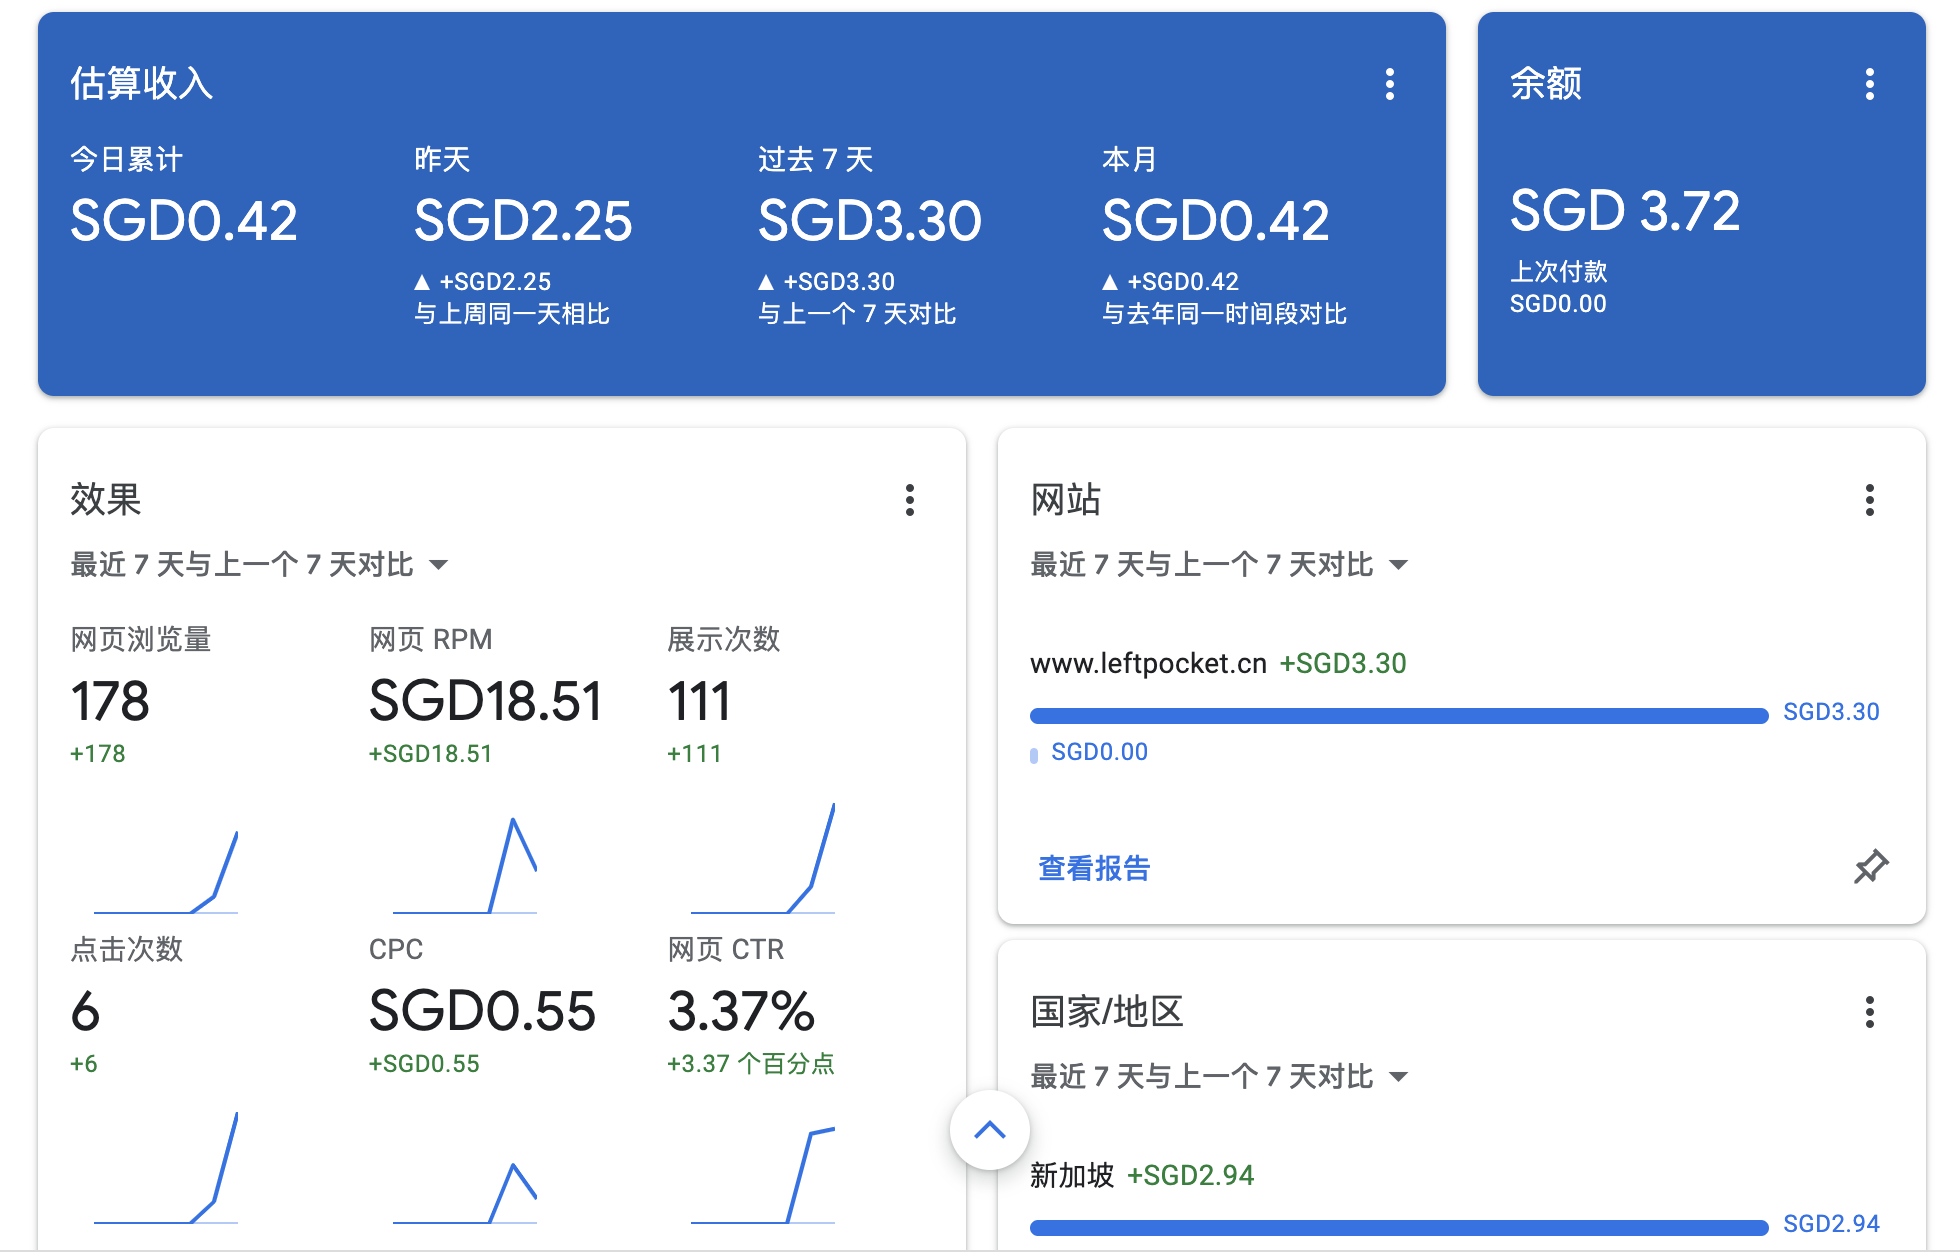 估算收入
今日累计
SGD0.42
昨天
SGD2.25
▲ +SGD2.25
与上周同一天相比
过去 7 天
SGD3.30
▲ +SGD3.30
与上一个 7 天对比
本月
SGD0.42
▲ +SGD0.42
与去年同一时间段对比
余额
SGD 3.72
上次付款
SGD0.00
效果
最近 7 天与上一个 7 天对比
网页浏览量
178
+178
网页 RPM
SGD18.51
+SGD18.51
展示次数
111
+111
点击次数
6
+6
CPC
SGD0.55
+SGD0.55
网页 CTR
3.37%
+3.37 个百分点
网站
最近 7 天与上一个 7 天对比
www.leftpocket.cn +SGD3.30
SGD3.30
SGD0.00
查看报告
国家/地区
最近 7 天与上一个 7 天对比
新加坡 +SGD2.94
SGD2.94